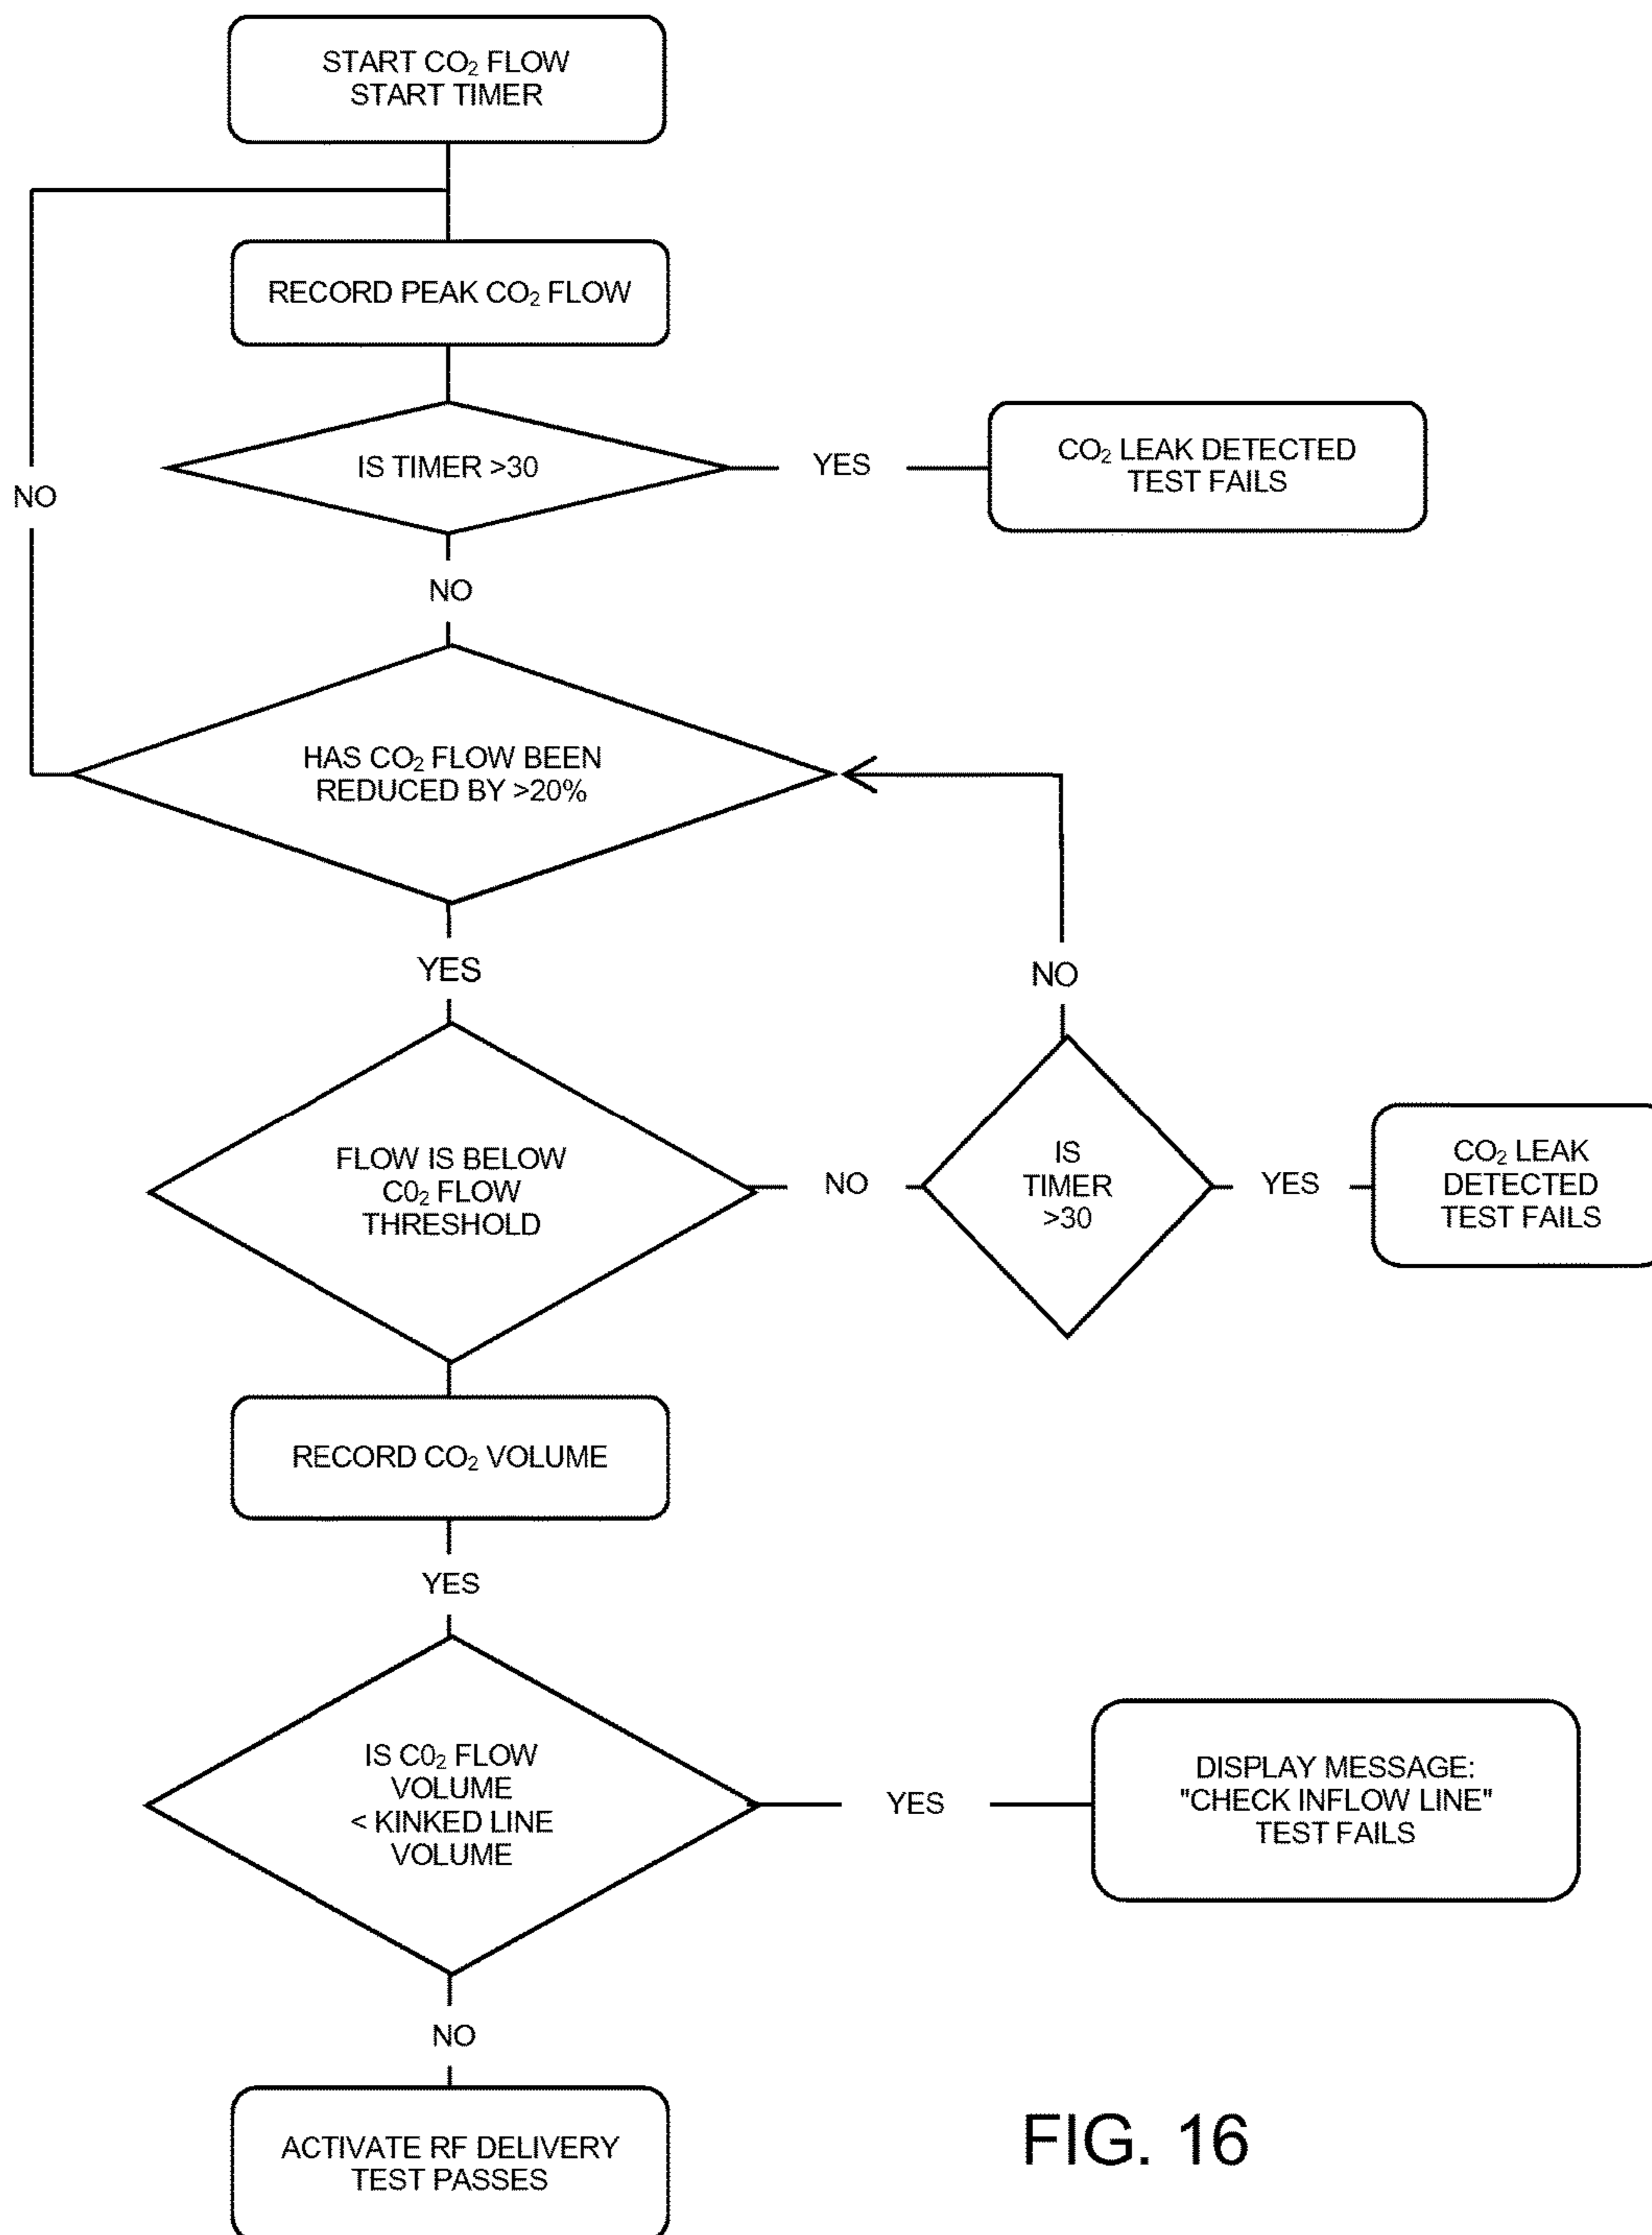 START CO₂ FLOW
START TIMER
RECORD PEAK CO₂ FLOW
IS TIMER >30
YES
CO₂ LEAK DETECTED
TEST FAILS
NO
NO
HAS CO₂ FLOW BEEN
REDUCED BY >20%
YES
NO
FLOW IS BELOW
C0₂ FLOW
THRESHOLD
NO
IS
TIMER
>30
YES
CO₂ LEAK
DETECTED
TEST FAILS
RECORD CO₂ VOLUME
YES
IS C0₂ FLOW
VOLUME
< KINKED LINE
VOLUME
YES
DISPLAY MESSAGE:
"CHECK INFLOW LINE"
TEST FAILS
NO
ACTIVATE RF DELIVERY
TEST PASSES
FIG. 16